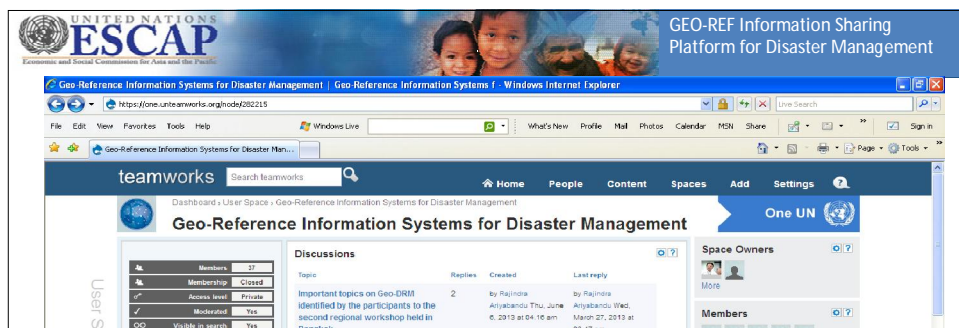 UNITED NATIONS
ESCAP
Economic and Social Commission for Asia and the Pacific
GEO-REF Information Sharing
Platform for Disaster Management
Geo-Reference Information Systems for Disaster Management | Geo-Reference Information Systems f - Windows Internet Explorer
https://one.unteamworks.org/node/282215
Live Search
File Edit View Favorites Tools Help
Windows Live
What's New Profile Mail Photos Calendar MSN Share
Sign in
Geo-Reference Information Systems for Disaster Man...
Page Tools
teamworks
Search teamworks
Home People Content Spaces Add Settings
Dashboard › User Space › Geo-Reference Information Systems for Disaster Management
Geo-Reference Information Systems for Disaster Management
One UN
Members 37
Membership Closed
Access level Private
Moderated Yes
Visible in search Yes
User S
Discussions
Topic Replies Created Last reply
Important topics on Geo-DRM 2 by Rajindra by Rajindra
identified by the participants to the Ariyabandu Thu, June Ariyabandu Wed,
second regional workshop held in 6, 2013 at 04:16 am March 27, 2013 at
Space Owners
More
Members